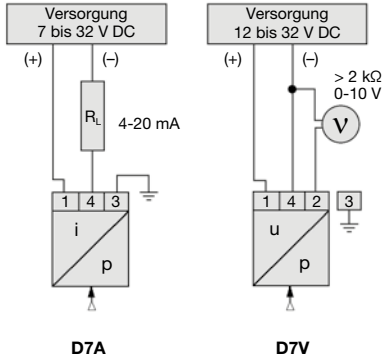 Versorgung
7 bis 32 V DC
(+)
(–)
R_L
4-20 mA
1 4 3
i
p
D7A
Versorgung
12 bis 32 V DC
(+)
(–)
> 2 kΩ
0-10 V
V
1 4 2
3
u
p
D7V